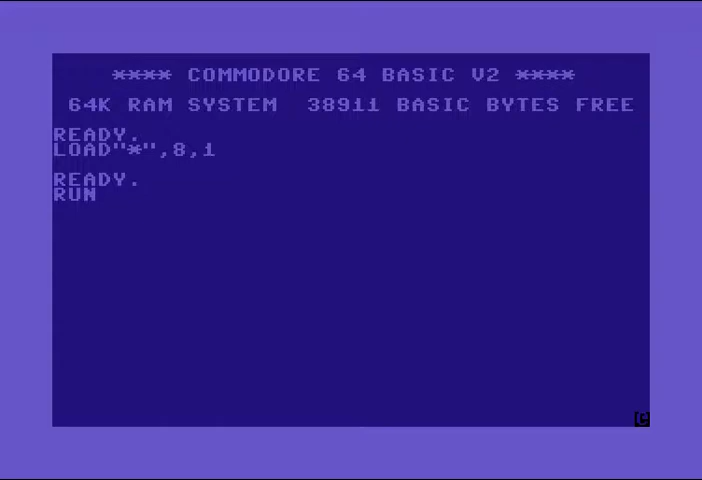 **** COMMODORE 64 BASIC V2 ****
64K RAM SYSTEM  38911 BASIC BYTES FREE
READY.
LOAD"*",8,1
READY.
RUN